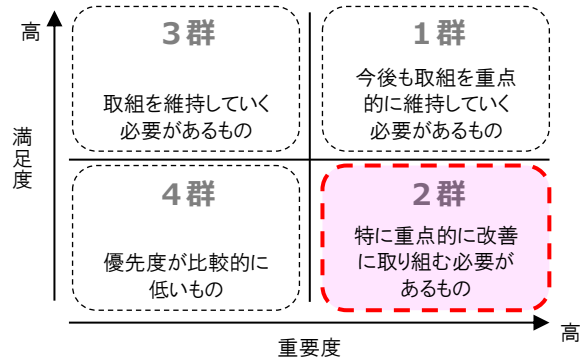 高
3群
取組を維持していく
必要があるもの
1群
今後も取組を重点
的に維持していく
必要があるもの
満足度
4群
優先度が比較的に
低いもの
2群
特に重点的に改善
に取り組む必要が
あるもの
重要度
高